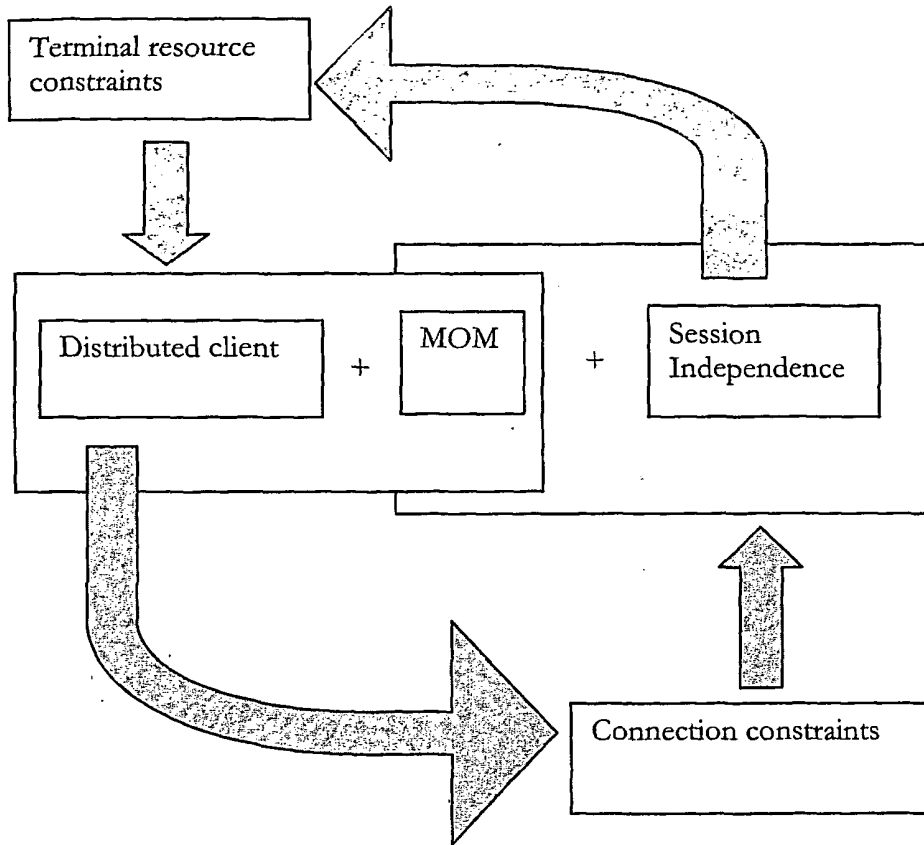 Terminal resource
constraints
Distributed client
+
MOM
+
Session
Independence
Connection constraints